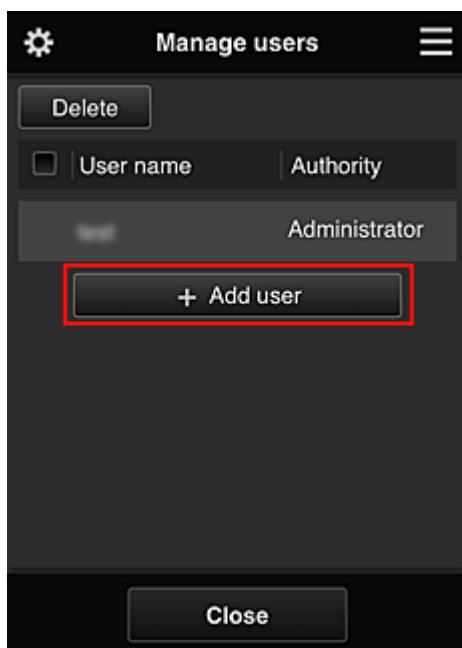 Manage users
Delete
User name Authority
Administrator
+ Add user
Close